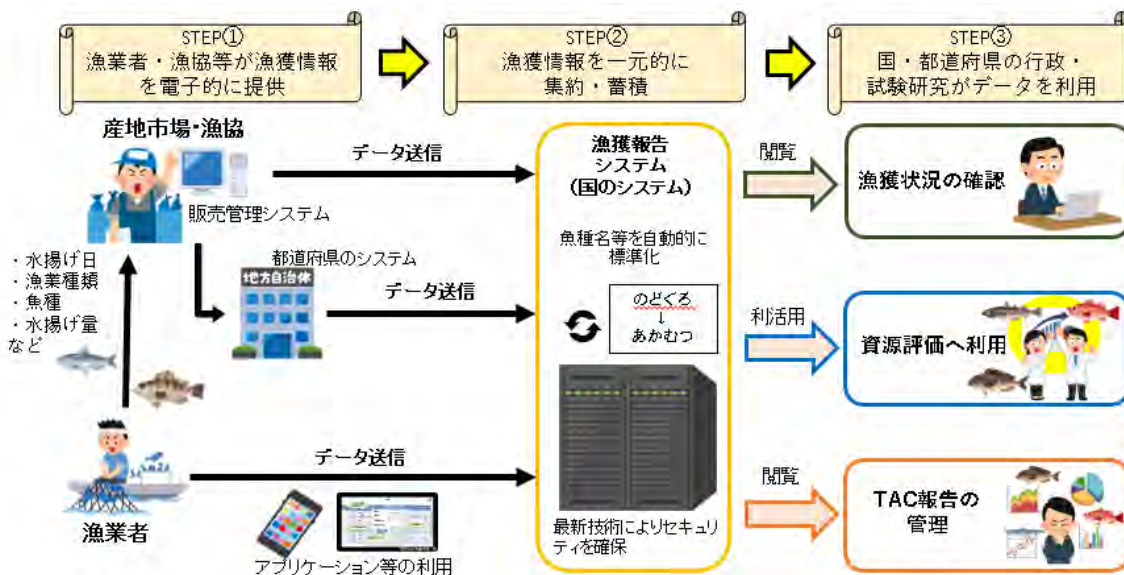 STEP①
漁業者・漁協等が漁獲情報
を電子的に提供
STEP②
漁獲情報を一元的に
集約・蓄積
STEP③
国・都道府県の行政・
試験研究がデータを利用
産地市場・漁協
販売管理システム
データ送信
・水揚げ日
・漁業種類
・魚種
・水揚げ量
など
都道府県のシステム
地方自治体
データ送信
漁業者
データ送信
アプリケーション等の利用
漁獲報告
システム
(国のシステム)
魚種名等を自動的に
標準化
のどぐろ
↓
あかむつ
最新技術によりセキュリ
ティを確保
閲覧
漁獲状況の確認
利活用
資源評価へ利用
閲覧
TAC報告の
管理